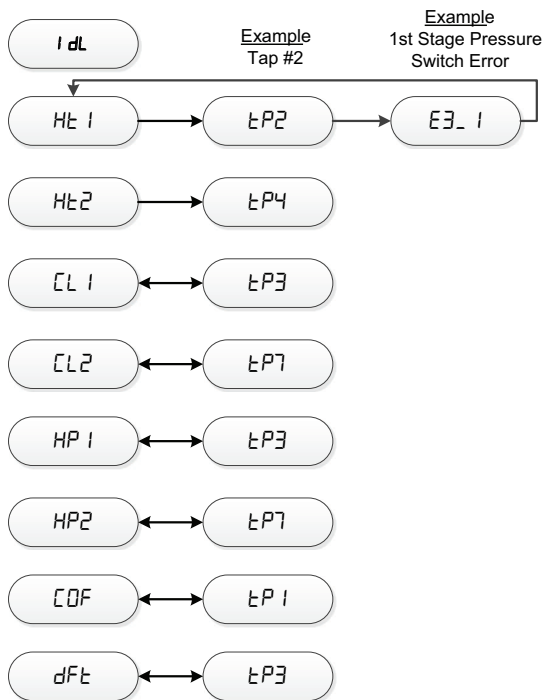 IdL
Example
Tap #2
Example
1st Stage Pressure
Switch Error
Ht1 tP2 E3_1
Ht2 tP4
CL1 tP3
CL2 tP7
HP1 tP3
HP2 tP7
COF tP1
dFt tP3